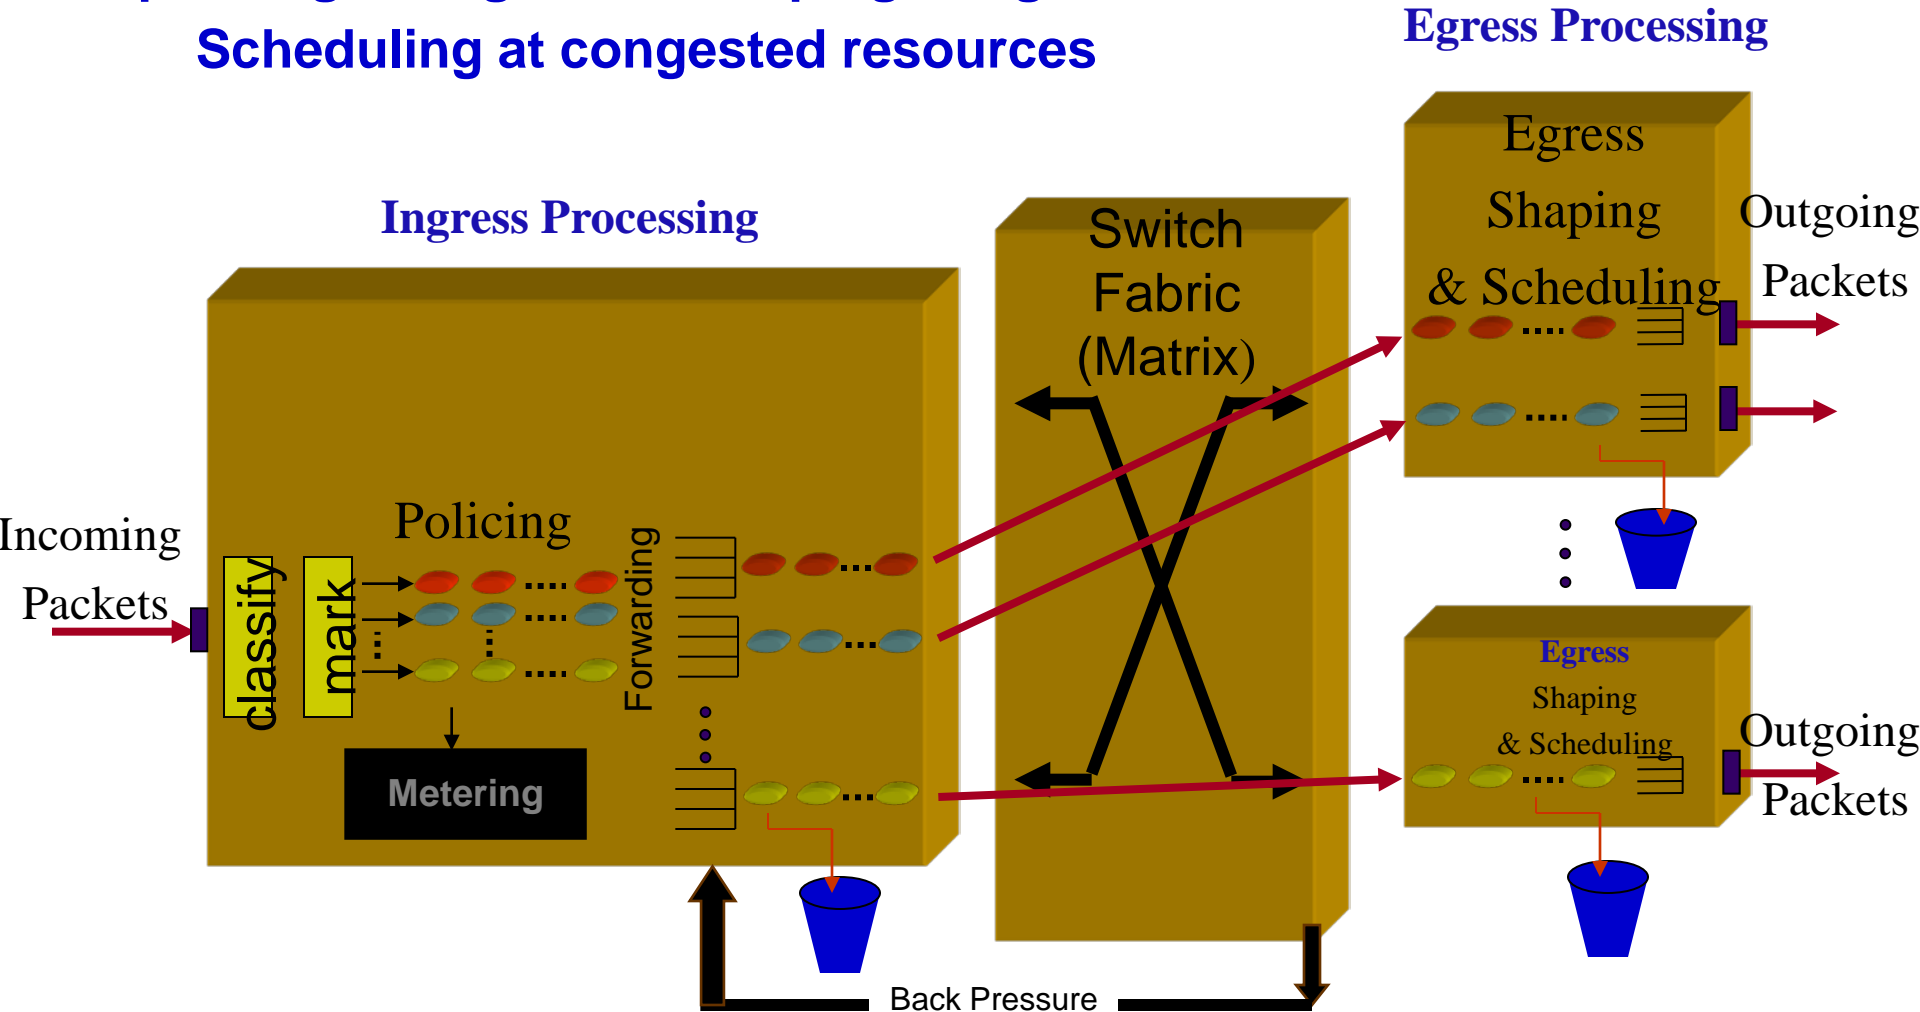 Scheduling at congested resources
Egress Processing
Ingress Processing
Egress
Shaping
& Scheduling
Outgoing
Packets
Switch
Fabric
(Matrix)
Incoming
Packets
classify
mark
Policing
Forwarding
Metering
Egress
Shaping
& Scheduling
Outgoing
Packets
Back Pressure